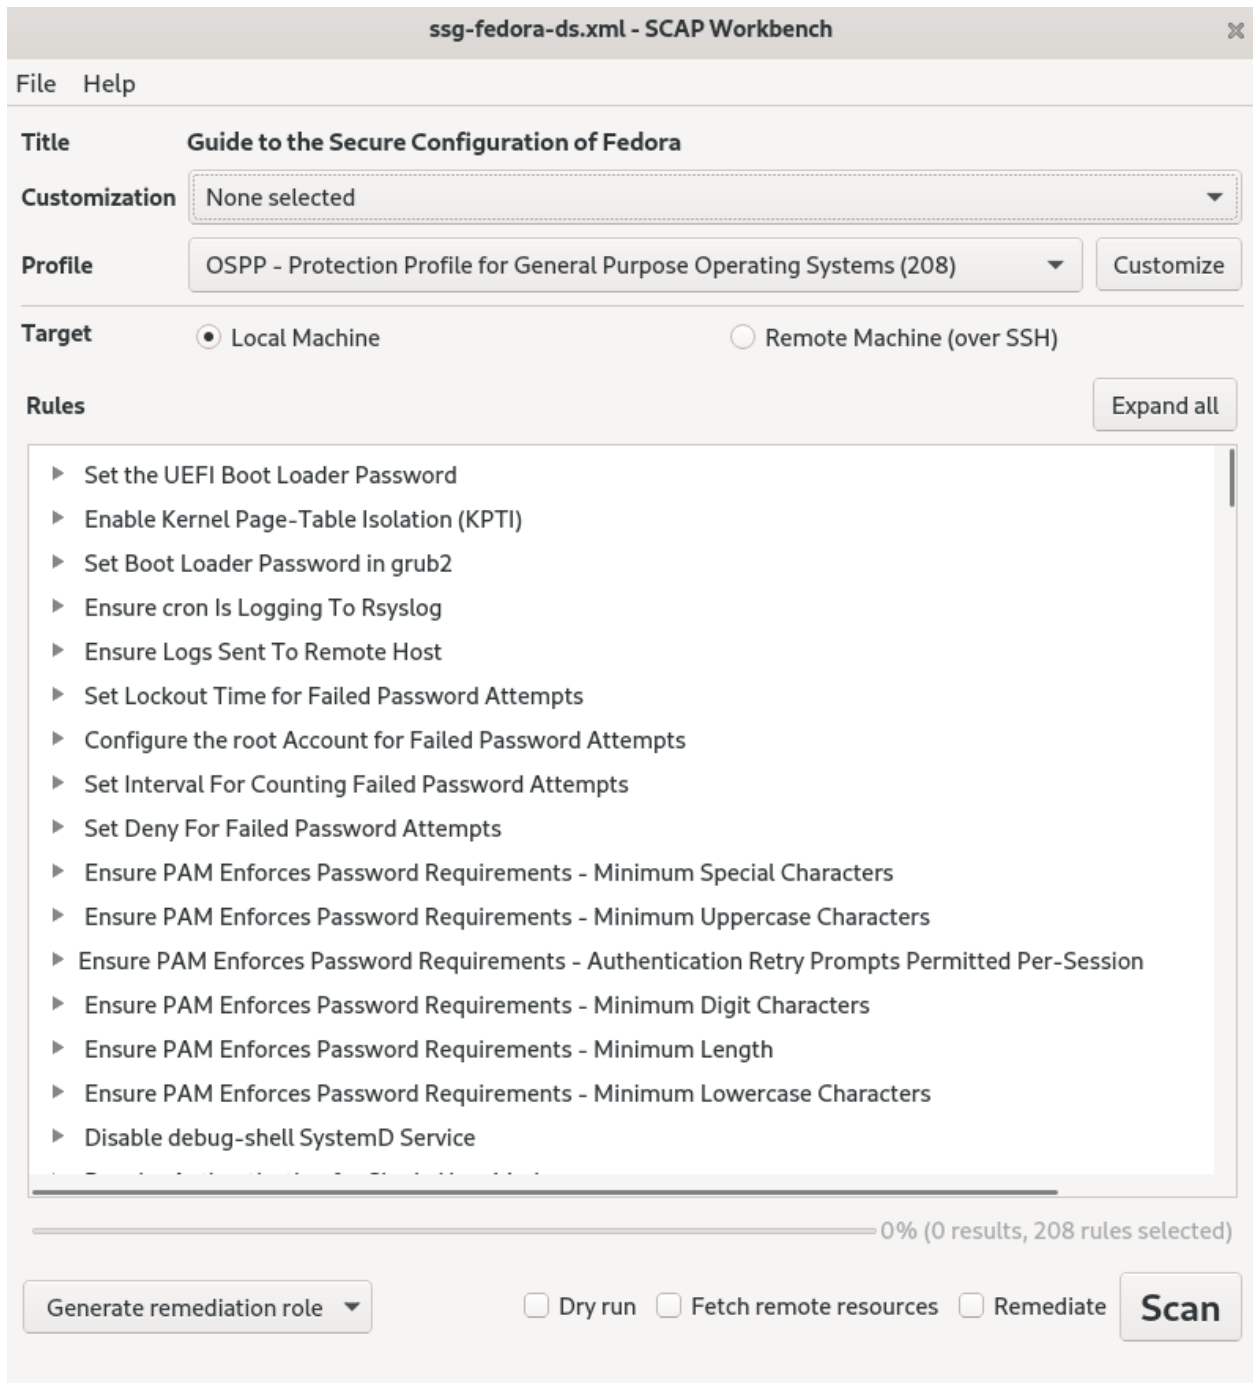 ssg-fedora-ds.xml - SCAP Workbench
File Help
Title Guide to the Secure Configuration of Fedora
Customization None selected
Profile OSPP - Protection Profile for General Purpose Operating Systems (208) Customize
Target Local Machine Remote Machine (over SSH)
Rules Expand all
Set the UEFI Boot Loader Password
Enable Kernel Page-Table Isolation (KPTI)
Set Boot Loader Password in grub2
Ensure cron Is Logging To Rsyslog
Ensure Logs Sent To Remote Host
Set Lockout Time for Failed Password Attempts
Configure the root Account for Failed Password Attempts
Set Interval For Counting Failed Password Attempts
Set Deny For Failed Password Attempts
Ensure PAM Enforces Password Requirements - Minimum Special Characters
Ensure PAM Enforces Password Requirements - Minimum Uppercase Characters
Ensure PAM Enforces Password Requirements - Authentication Retry Prompts Permitted Per-Session
Ensure PAM Enforces Password Requirements - Minimum Digit Characters
Ensure PAM Enforces Password Requirements - Minimum Length
Ensure PAM Enforces Password Requirements - Minimum Lowercase Characters
Disable debug-shell SystemD Service
0% (0 results, 208 rules selected)
Generate remediation role Dry run Fetch remote resources Remediate Scan